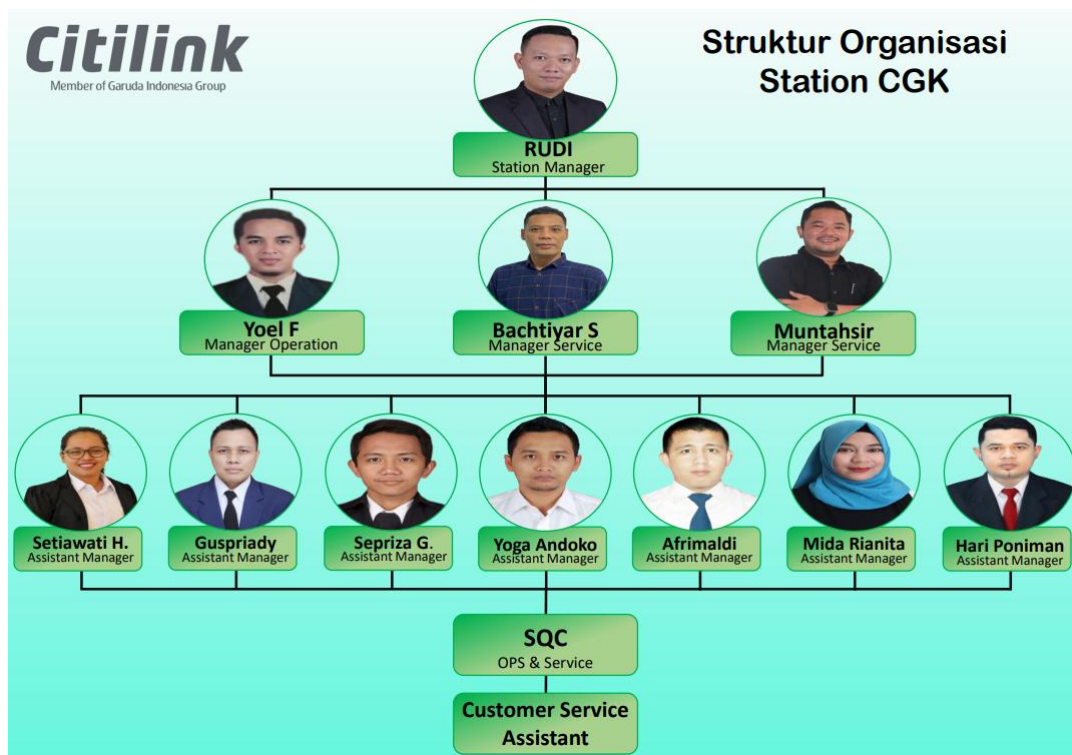 Citilink
Member of Garuda Indonesia Group
Struktur Organisasi
Station CGK
RUDI
Station Manager
Yoel F
Manager Operation
Bachtiyar S
Manager Service
Muntahsir
Manager Service
Setiawati H.
Assistant Manager
Guspriady
Assistant Manager
Sepriza G.
Assistant Manager
Yoga Andoko
Assistant Manager
Afrimaldi
Assistant Manager
Mida Rianita
Assistant Manager
Hari Poniman
Assistant Manager
SQC
OPS & Service
Customer Service
Assistant